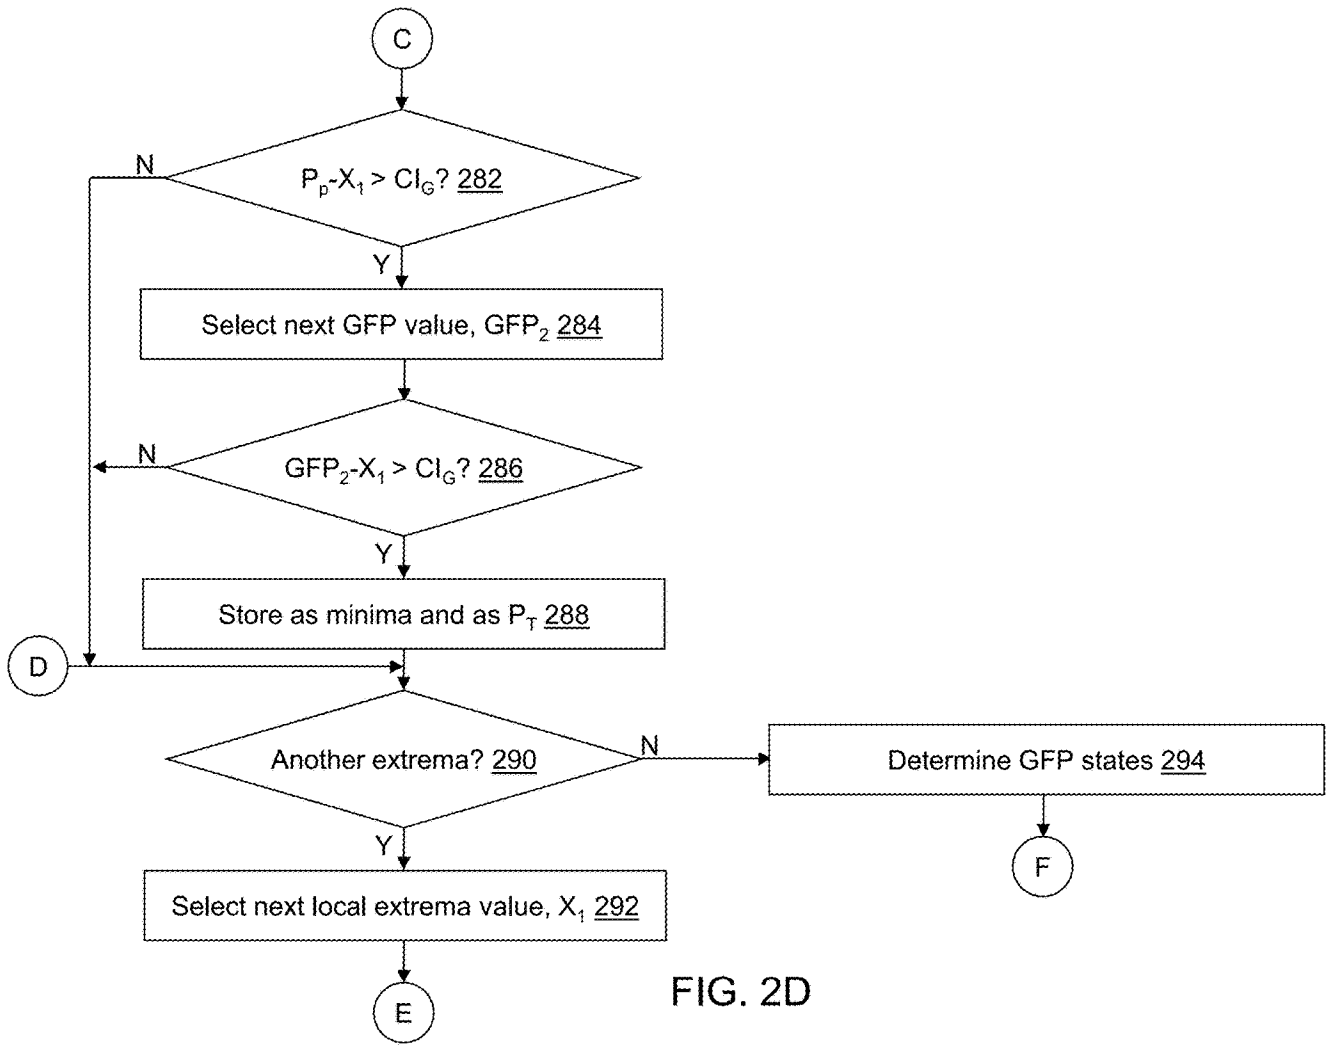 C
N
Pp-X1 > CIG? 282
Y
Select next GFP value, GFP2 284
N
GFP2-X1 > CIG? 286
Y
Store as minima and as PT 288
D
Another extrema? 290
N
Determine GFP states 294
Y
F
Select next local extrema value, X1 292
E
FIG. 2D